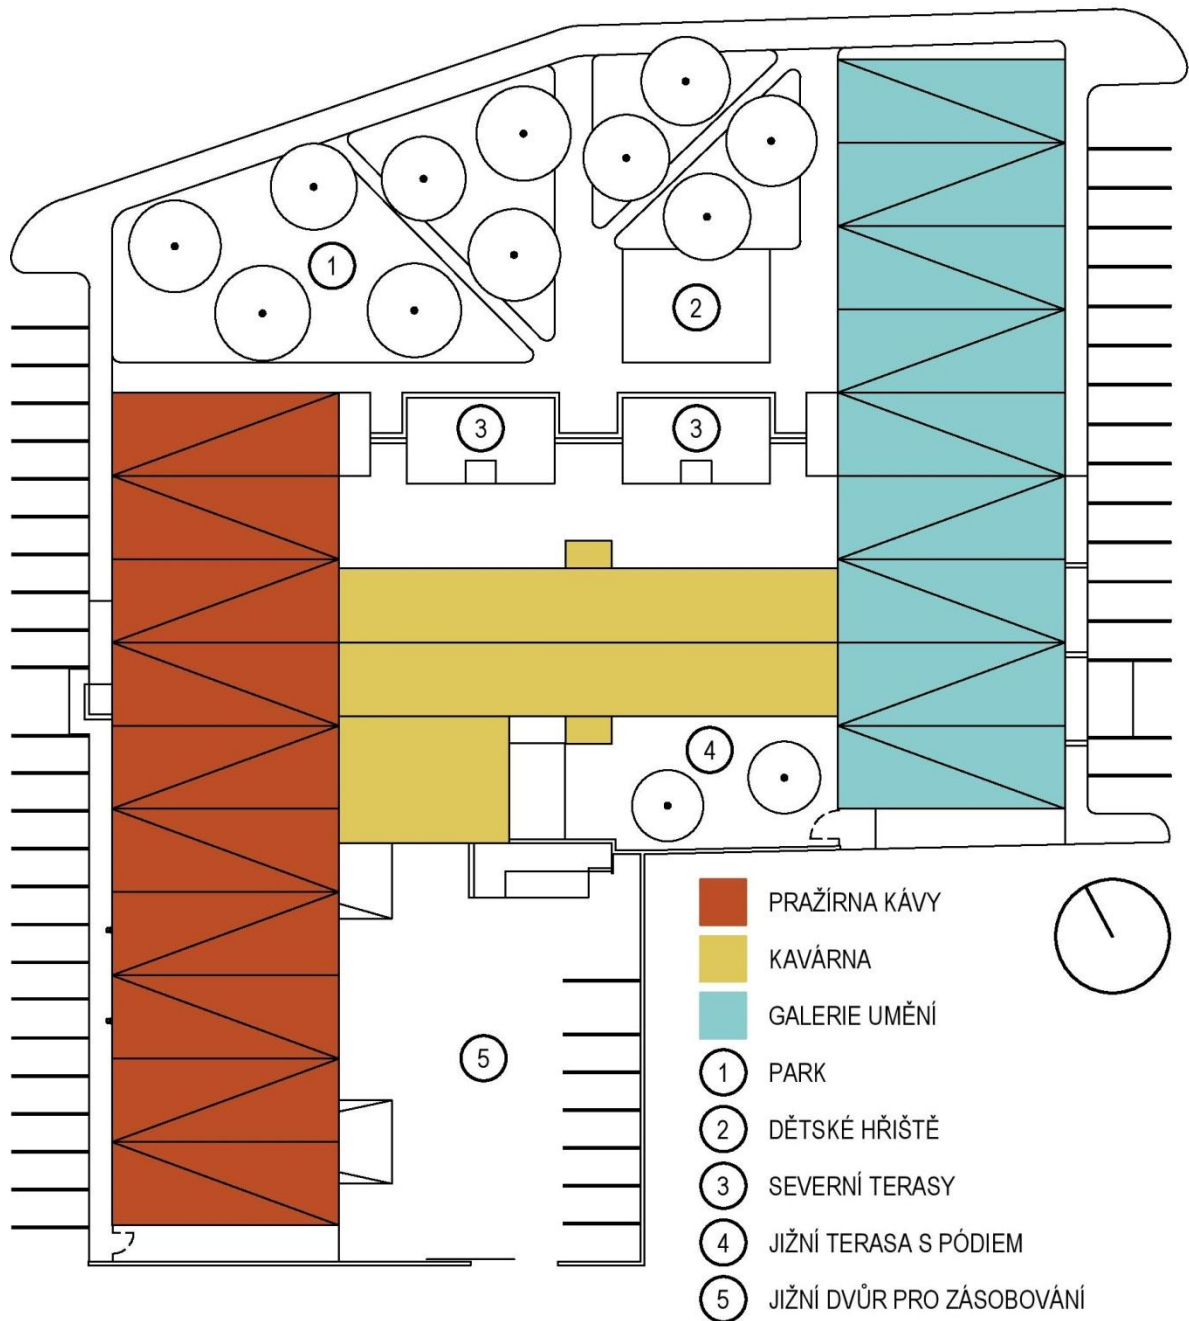 1
2
3
3
4
5
PRAŽÍRNA KÁVY
KAVÁRNA
GALERIE UMĚNÍ
1 PARK
2 DĚTSKÉ HŘIŠTĚ
3 SEVERNÍ TERASY
4 JIŽNÍ TERASA S PÓDIEM
5 JIŽNÍ DVŮR PRO ZÁSOBOVÁNÍ